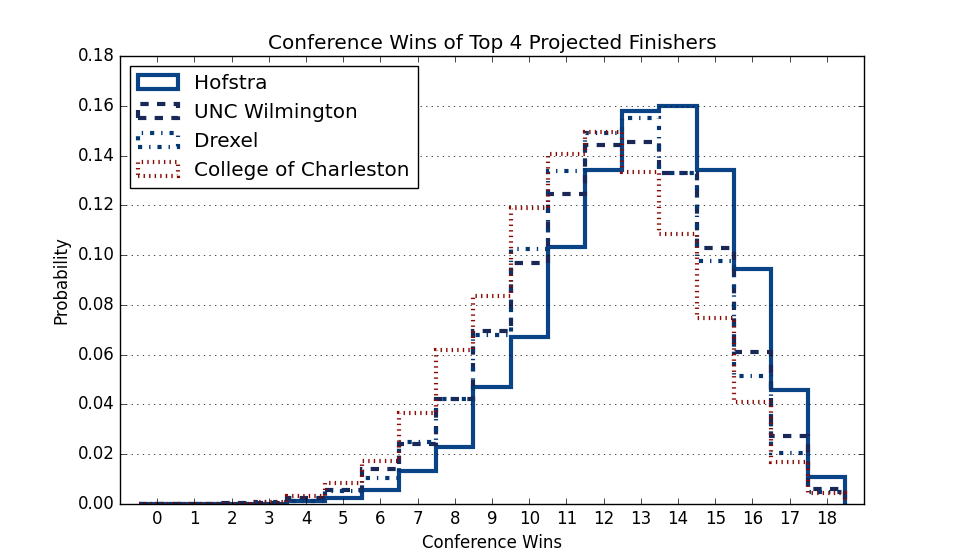 Conference Wins of Top 4 Projected Finishers
0.18
0.16
0.14
0.12
0.10
0.08
0.06
0.04
0.02
0.00
Probability
Hofstra
UNC Wilmington
Drexel
College of Charleston
0 1 2 3 4 5 6 7 8 9 10 11 12 13 14 15 16 17 18
Conference Wins